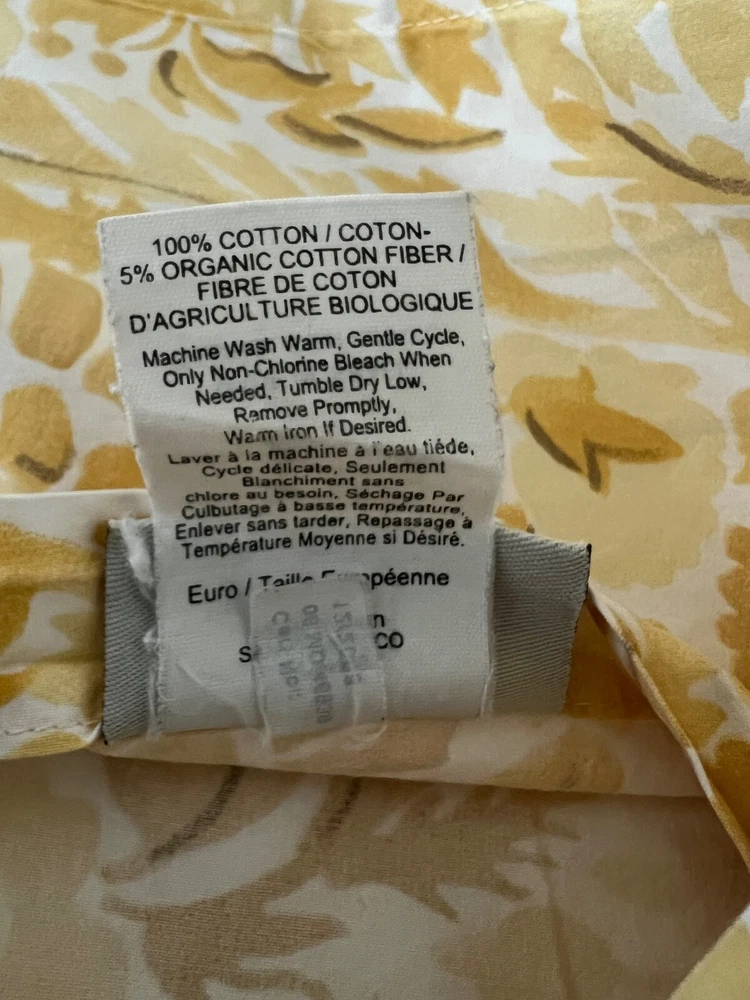 100% COTTON / COTON-
5% ORGANIC COTTON FIBER /
FIBRE DE COTON
D'AGRICULTURE BIOLOGIQUE
Machine Wash Warm, Gentle Cycle,
Only Non-Chlorine Bleach When
Needed, Tumble Dry Low,
Remove Promptly,
Warm Iron If Desired.
Laver à la machine à l'eau tiéde,
Cycle délicate, Seulement
Blanchiment sans
chlore au besoin, Séchage Par
Culbutage à basse température,
Enlever sans tarder, Repassage à
Température Moyenne si Désiré.
Euro / Taille Européenne